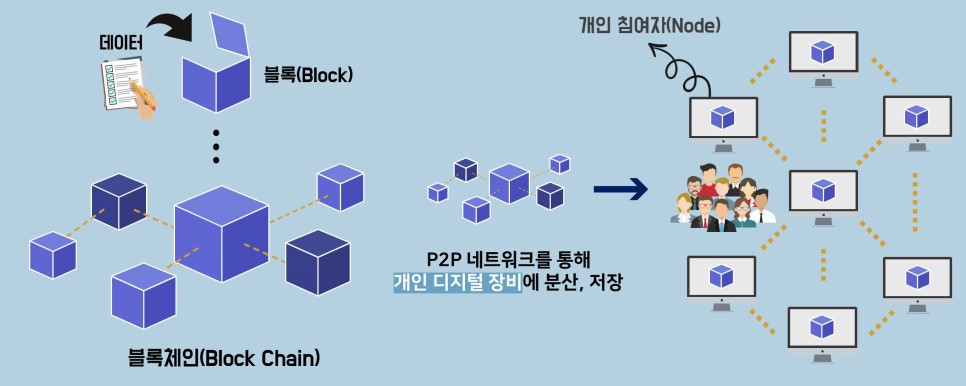 데이터
블록(Block)
블록체인(Block Chain)
P2P 네트워크를 통해
개인 디지털 장비에 분산, 저장
개인 침여자(Node)